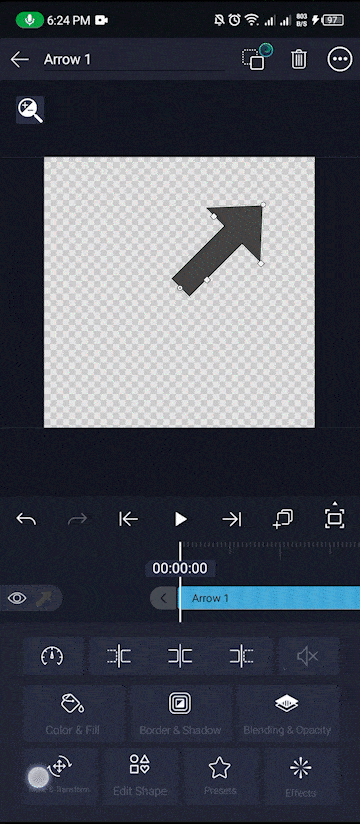 6:24 PM
803
B/S
97
Arrow 1
00:00:00
Arrow 1
Color & Fill
Border & Shadow
Blending & Opacity
& Transform
Edit Shape
Presets
Effects